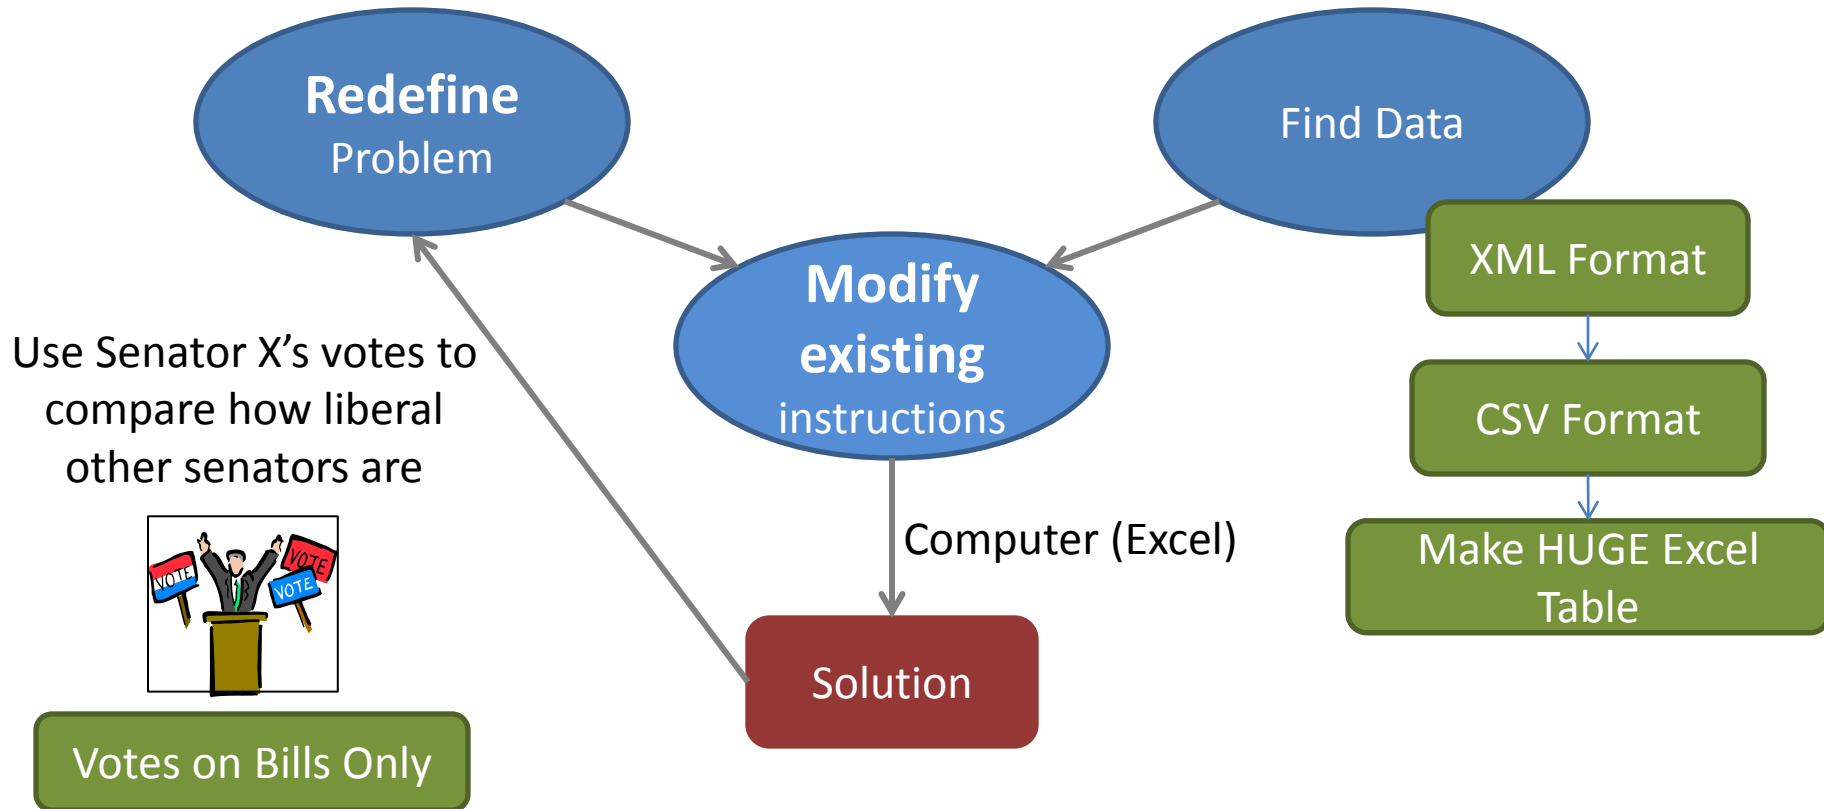 Redefine
Problem
Find Data
XML Format
Modify
existing
instructions
Use Senator X’s votes to
compare how liberal
other senators are
CSV Format
VOTE
VOTE
VOTE
Computer (Excel)
Make HUGE Excel
Table
Solution
Votes on Bills Only